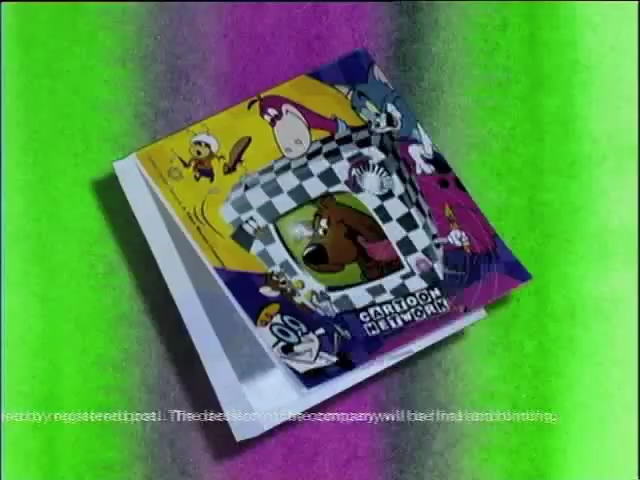 CARTOON
NETWORK
by registered post. The decision of the company will be final and binding.